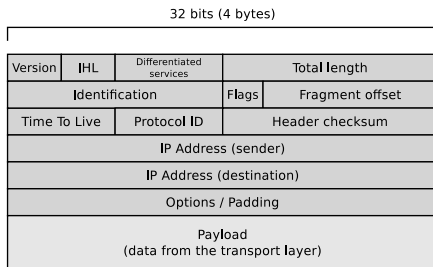 32 bits (4 bytes)
Version IHL Differentiated services Total length
Identification Flags Fragment offset
Time To Live Protocol ID Header checksum
IP Address (sender)
IP Address (destination)
Options / Padding
Payload
(data from the transport layer)